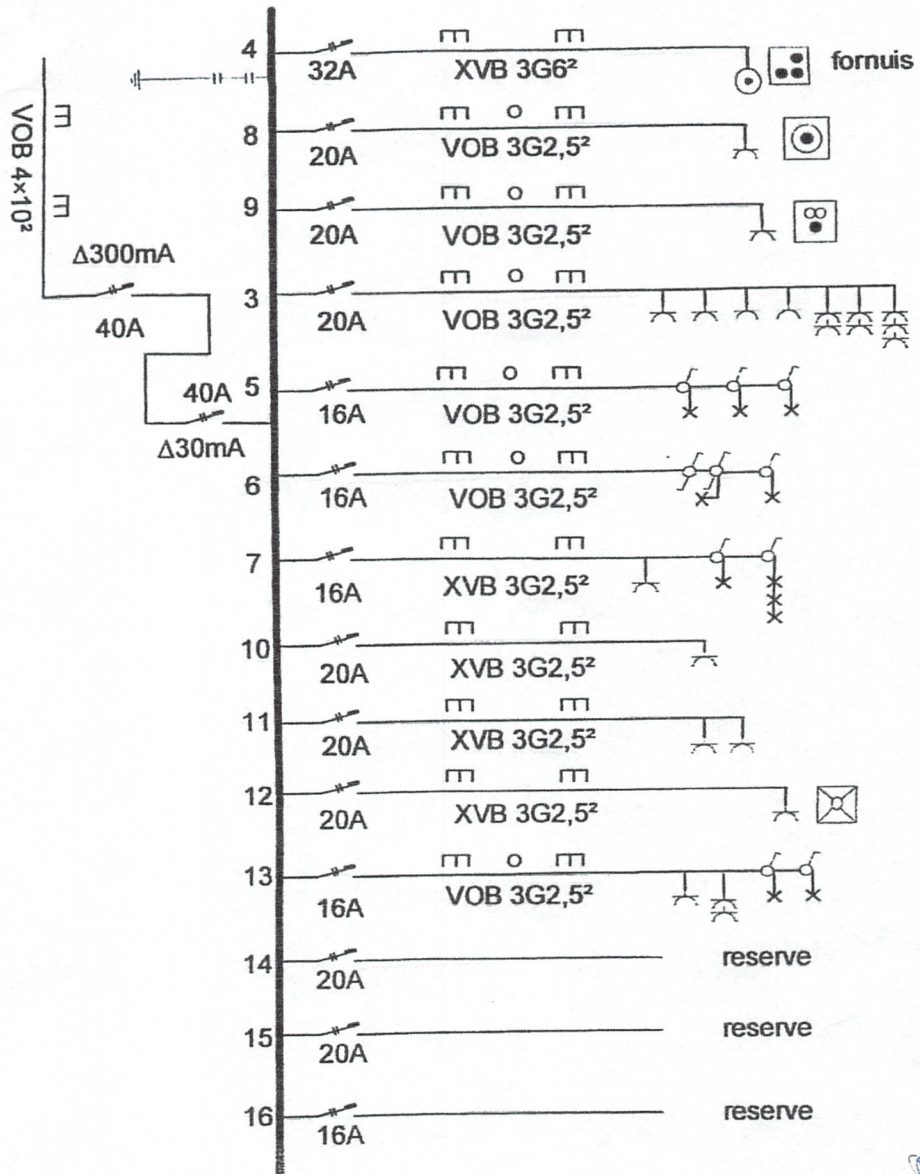 4
32A
XVB 3G6²
fornuis
VOB 4x10²
8
20A
VOB 3G2,5²
9
20A
VOB 3G2,5²
Δ300mA
40A
3
20A
VOB 3G2,5²
40A
Δ30mA
5
16A
VOB 3G2,5²
6
16A
VOB 3G2,5²
7
16A
XVB 3G2,5²
10
20A
XVB 3G2,5²
11
20A
XVB 3G2,5²
12
20A
XVB 3G2,5²
13
16A
VOB 3G2,5²
14
20A
reserve
15
20A
reserve
16
16A
reserve